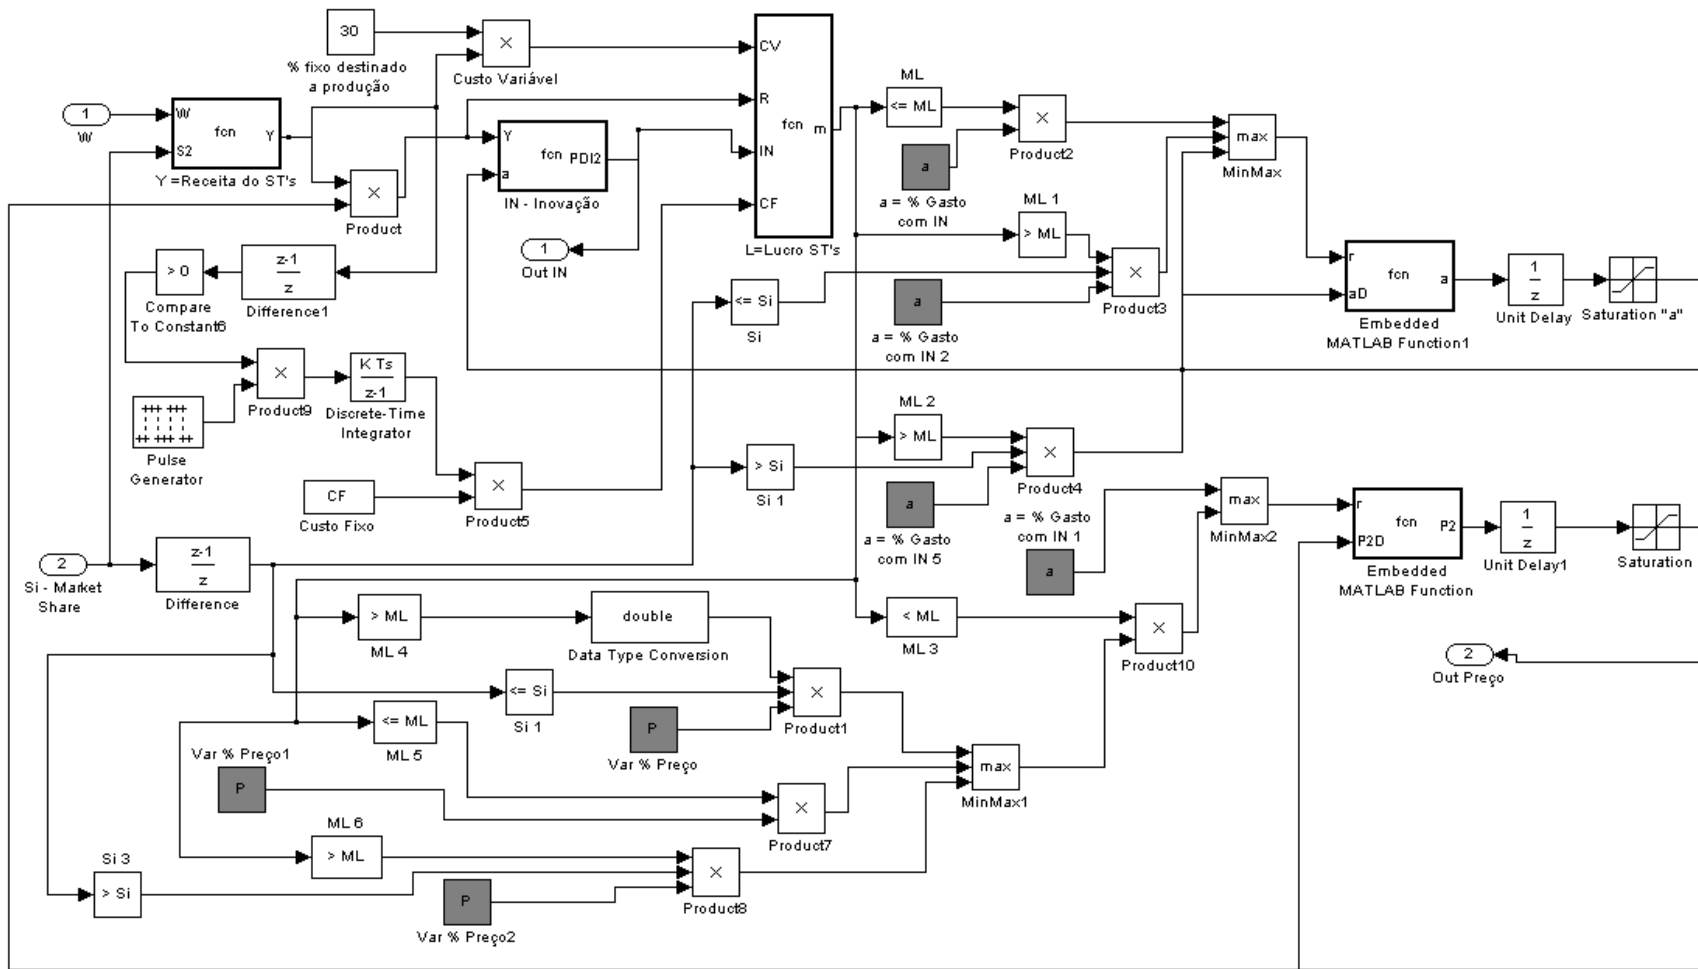 30
% fixo destinado
a produção
×
Custo Variável
1
W
W
S2
fcn
Y
Y =Receita do ST's
×
Product
Y
a
fcn
PDI2
IN - Inovação
1
Out IN
CV
R
IN
CF
fcn
m
L=Lucro ST's
ML
<= ML
a
a = % Gasto
com IN
×
Product2
max
MinMax
ML 1
> ML
a
a = % Gasto
com IN 2
×
Product3
r
aD
fcn
a
Embedded
MATLAB Function1
1
z
Unit Delay
Saturation "a"
> 0
Compare
To Constant6
z-1
z
Difference1
<= Si
Si
×
Product9
K Ts
z-1
Discrete-Time
Integrator
Pulse
Generator
CF
Custo Fixo
×
Product5
ML 2
> ML
> Si
Si 1
a
a = % Gasto
com IN 5
×
Product4
a = % Gasto
com IN 1
a
max
MinMax2
r
P2D
fcn
P2
Embedded
MATLAB Function
1
z
Unit Delay1
Saturation
2
Si - Market
Share
z-1
z
Difference
> ML
ML 4
double
Data Type Conversion
< ML
ML 3
×
Product10
2
Out Preço
<= Si
Si 1
<= ML
ML 5
P
Var % Preço
×
Product1
Var % Preço1
P
×
Product7
max
MinMax1
ML 6
> ML
Si 3
> Si
P
Var % Preço2
×
Product8